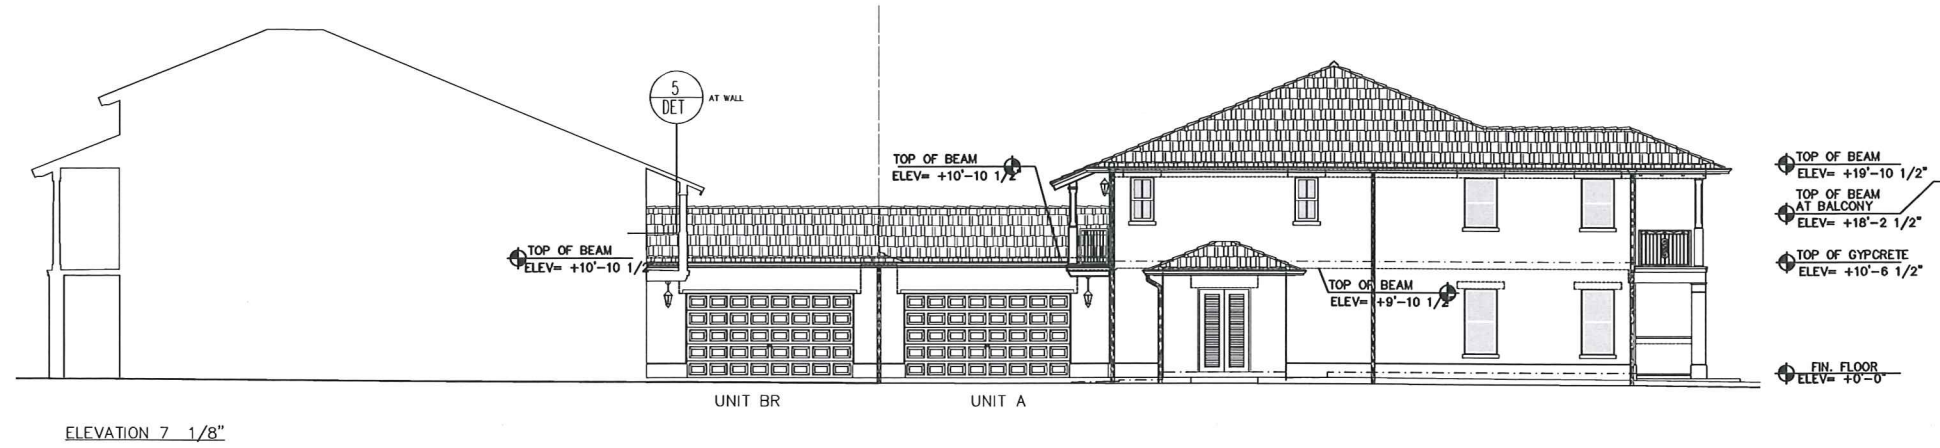 5
DET
AT WALL
TOP OF BEAM
ELEV= +10'-10 1/2"
TOP OF BEAM
ELEV= +10'-10 1/2
TOP OF BEAM
ELEV= +9'-10 1/2
TOP OF BEAM
ELEV= +19'-10 1/2"
TOP OF BEAM
AT BALCONY
ELEV= +18'-2 1/2"
TOP OF GYPCRETE
ELEV= +10'-6 1/2"
FIN. FLOOR
ELEV= +0'-0"
UNIT BR
UNIT A
ELEVATION 7 1/8"